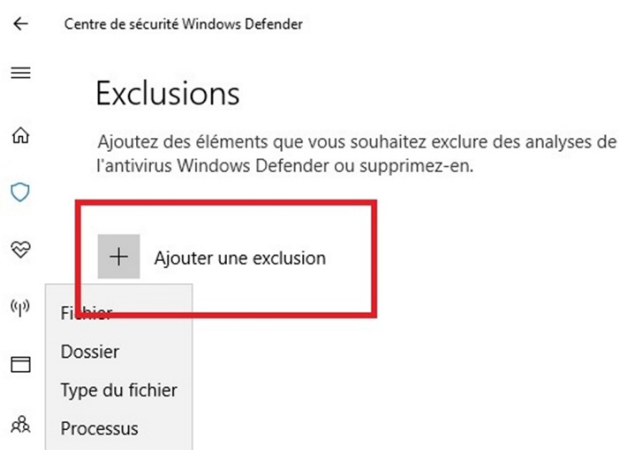 Centre de sécurité Windows Defender
Exclusions
Ajoutez des éléments que vous souhaitez exclure des analyses de
l'antivirus Windows Defender ou supprimez-en.
Ajouter une exclusion
Fichier
Dossier
Type du fichier
Processus